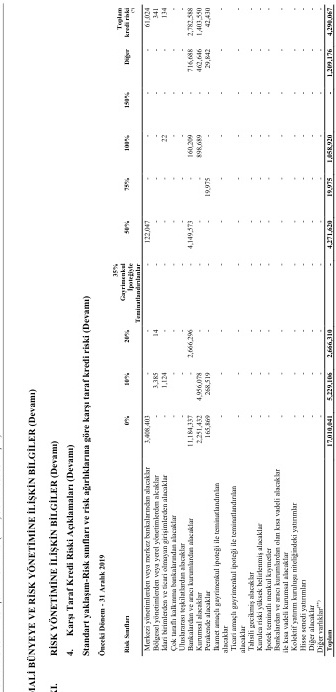 MALİ BÜNYEYE VE RİSK YÖNETİMİNE İLİŞKİN BİLGİLER (Devamı)
RİSK YÖNETİMİNE İLİŞKİN BİLGİLER (Devamı)
4. Karşı Taraf Kredi Riski Açıklamaları (Devamı)
Standart yaklaşım-Risk sınıfları ve risk ağırlıklarına göre karşı taraf kredi riski (Devamı)
Önceki Dönem - 31 Aralık 2019
Risk Sınıfları 0% 10% 20% 35% Gayrimenkul İpoteğiyle Teminatlandırılanlar 50% 75% 100% 150% Diğer Toplam kredi riski (*)
Merkezi yönetimlerden veya merkez bankalarından alacaklar 3,408,403 - - - 122,047 - - - - 61,024
Bölgesel yönetimlerden veya yerel yönetimlerden alacaklar - 3,385 14 - - - - - - 341
İdari birimlerden ve ticari olmayan girişimlerden alacaklar - 1,124 - - - - 22 - - 134
Çok taraflı kalkınma bankalarından alacaklar - - - - - - - - - -
Uluslararası teşkilatlardan alacaklar - - - - - - - - - -
Bankalardan ve aracı kurumlardan alacaklar 11,184,337 - 2,666,296 - 4,149,573 - 160,209 - 716,688 2,782,588
Kurumsal alacaklar 2,251,432 4,956,078 - - - - 898,689 - 462,646 1,403,550
Perakende alacaklar 165,869 268,519 - - - 19,975 - - 29,842 42,430
İkamet amaçlı gayrimenkul ipoteği ile teminatlandırılan
alacaklar - - - - - - - - - -
Ticari amaçlı gayrimenkul ipoteği ile teminatlandırılan
alacaklar - - - - - - - - - -
Tahsili gecikmiş alacaklar - - - - - - - - - -
Kurulca riski yüksek belirlenmiş alacaklar - - - - - - - - - -
İpotek teminatlı menkul kıymetler - - - - - - - - - -
Bankalardan ve aracı kurumlardan olan kısa vadeli alacaklar
ile kısa vadeli kurumsal alacaklar - - - - - - - - - -
Kolektif yatırım kuruluşu niteliğindeki yatırımlar - - - - - - - - - -
Hisse senedi yatırımları - - - - - - - - - -
Diğer alacaklar - - - - - - - - - -
Diğer varlıklar(**) - - - - - - - - - -
Toplam 17,010,041 5,229,106 2,666,310 - 4,271,620 19,975 1,058,920 - 1,209,176 4,290,067